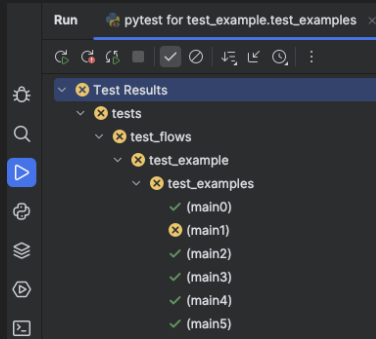 Run pytest for test_example.test_examples
Test Results
tests
test_flows
test_example
test_examples
(main0)
(main1)
(main2)
(main3)
(main4)
(main5)